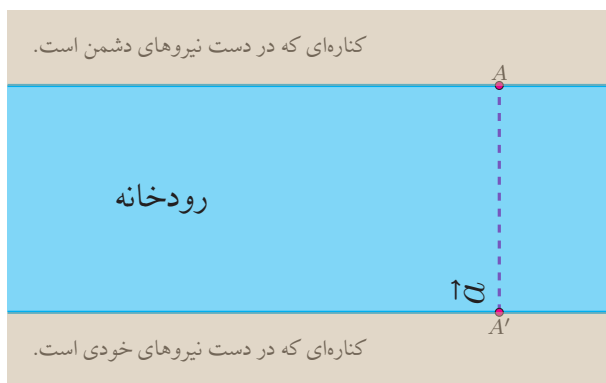 کناره‌ای که در دست نیروهای دشمن است.
A
رودخانه
a→
A′
کناره‌ای که در دست نیروهای خودی است.